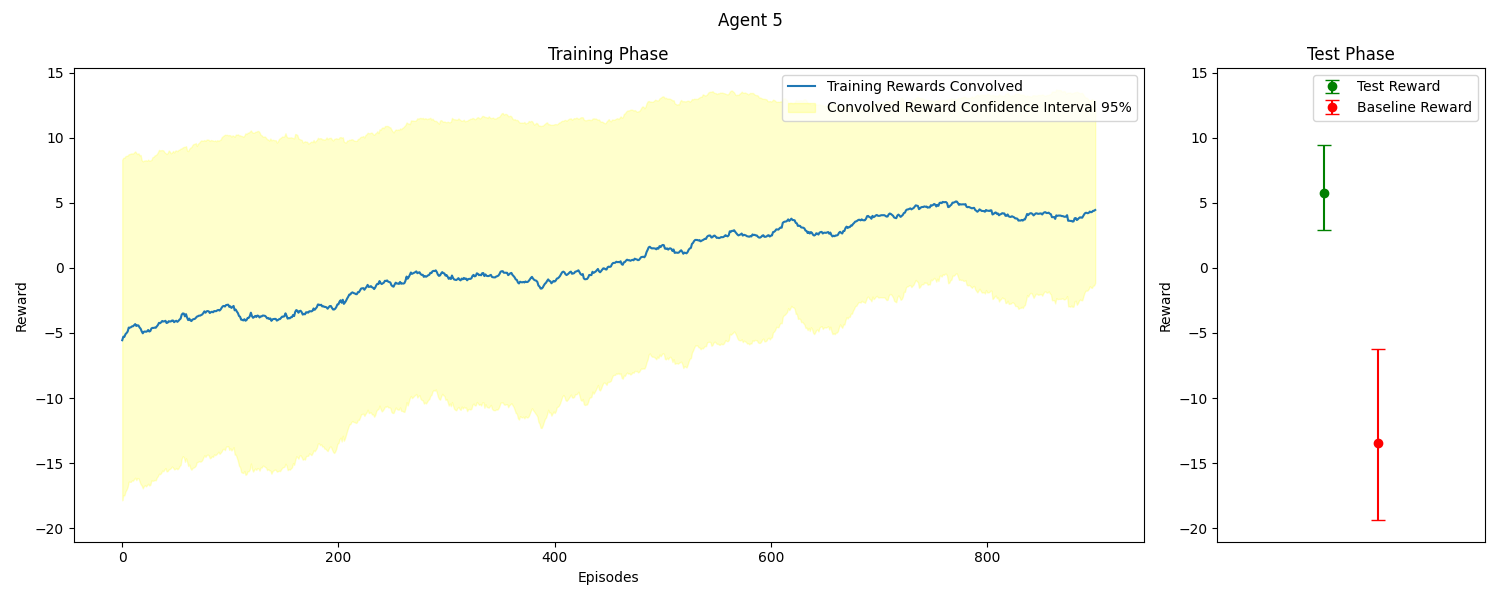 Agent 5
Training Phase
Training Rewards Convolved
Convolved Reward Confidence Interval 95%
15
10
5
0
−5
−10
−15
−20
Reward
0
200
400
600
800
Episodes
Test Phase
Test Reward
Baseline Reward
15
10
5
0
−5
−10
−15
−20
Reward